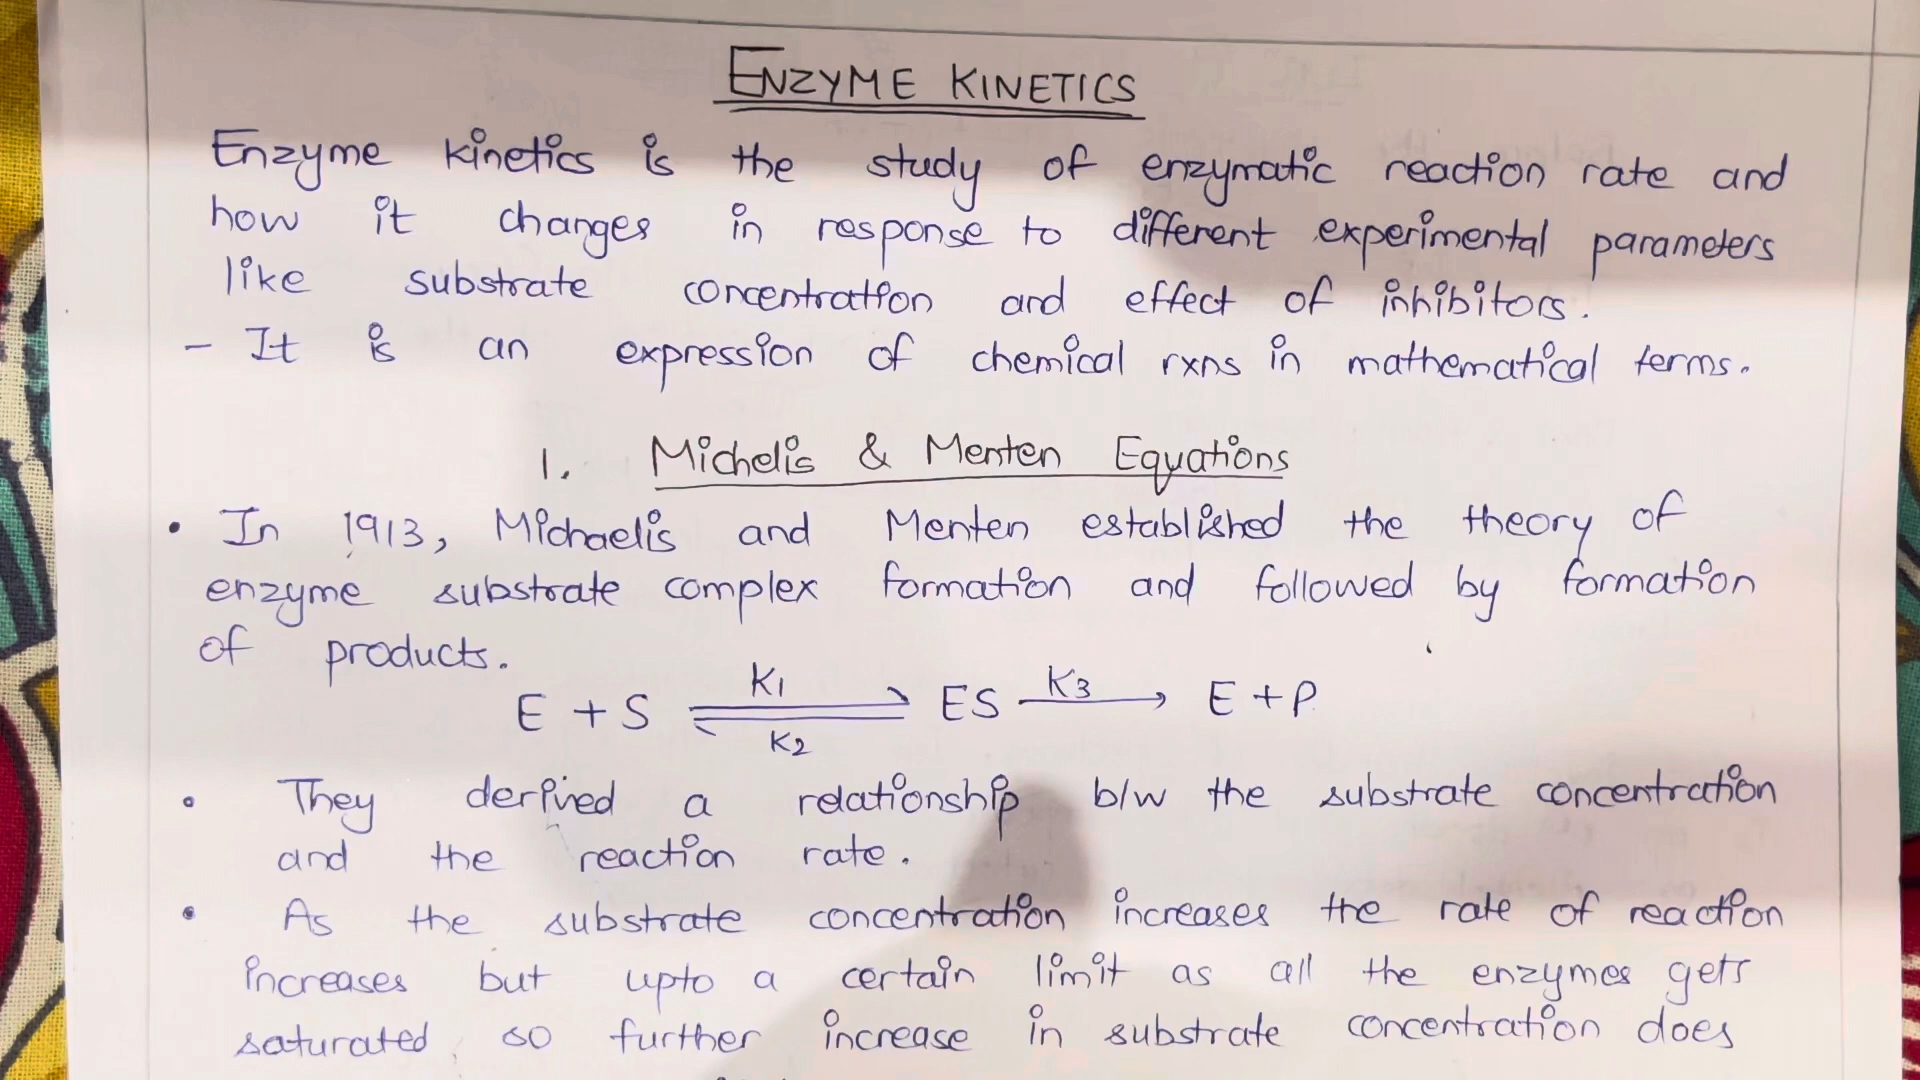 ENZYME KINETICS
Enzyme kinetics is the study of enzymatic reaction rate and
how it changes in response to different experimental parameters
like substrate concentration and effect of inhibitors.
- It is an expression of chemical rxns in mathematical terms.
1. Michelis & Menten Equations
• In 1913, Michaelis and Menten established the theory of
enzyme substrate complex formation and followed by formation
of products.
E + S ⇌ ES → E + P
K1 K3
K2
• They derived a relationship b/w the substrate concentration
and the reaction rate.
• As the substrate concentration increases the rate of reaction
increases but upto a certain limit as all the enzymes gets
saturated so further increase in substrate concentration does